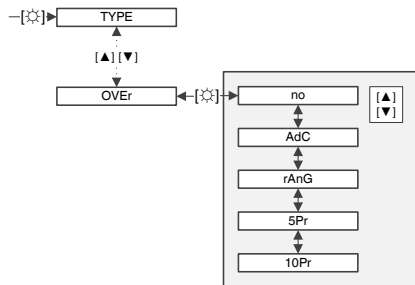 [☼] TYPE
[▲] [▼]
OVEr [☼] no [▲]
[▼]
AdC
rAnG
5Pr
10Pr